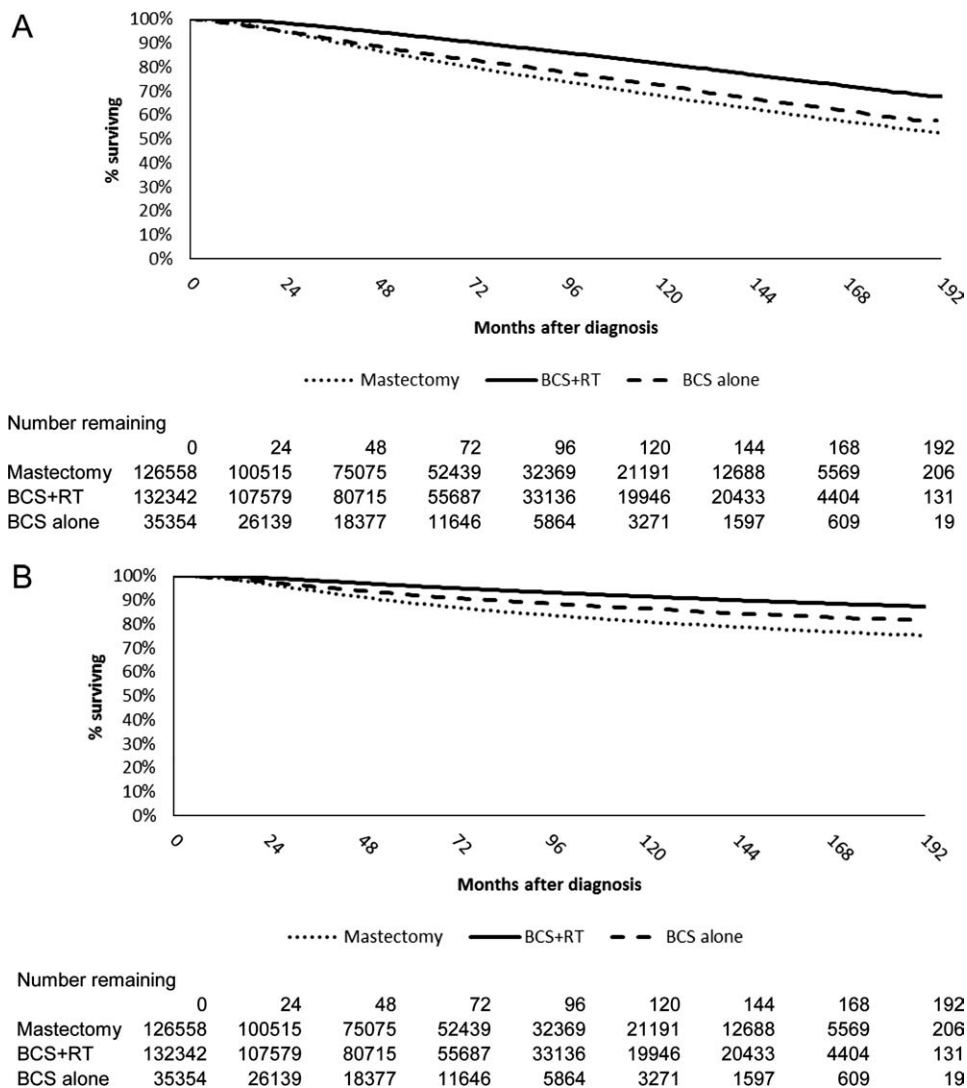 A
100%
90%
80%
70%
60%
50%
40%
30%
20%
10%
0%
% survivng
0 24 48 72 96 120 144 168 192
Months after diagnosis
Mastectomy BCS+RT BCS alone
Number remaining
0 24 48 72 96 120 144 168 192
Mastectomy 126558 100515 75075 52439 32369 21191 12688 5569 206
BCS+RT 132342 107579 80715 55687 33136 19946 20433 4404 131
BCS alone 35354 26139 18377 11646 5864 3271 1597 609 19
B
100%
90%
80%
70%
60%
50%
40%
30%
20%
10%
0%
% survivng
0 24 48 72 96 120 144 168 192
Months after diagnosis
Mastectomy BCS+RT BCS alone
Number remaining
0 24 48 72 96 120 144 168 192
Mastectomy 126558 100515 75075 52439 32369 21191 12688 5569 206
BCS+RT 132342 107579 80715 55687 33136 19946 20433 4404 131
BCS alone 35354 26139 18377 11646 5864 3271 1597 609 19